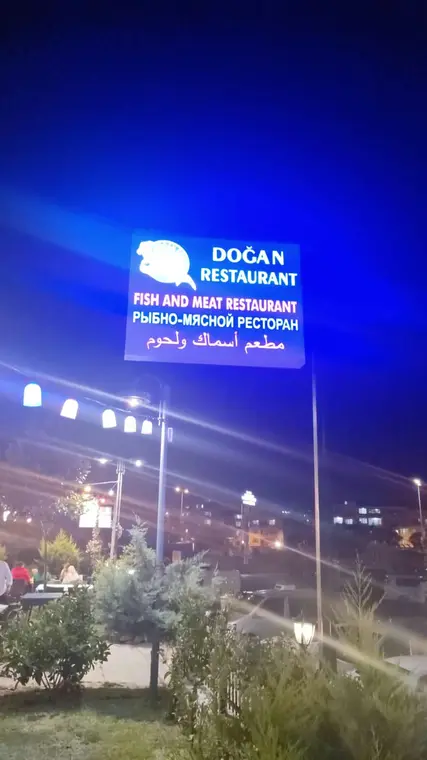 DOĞAN
RESTAURANT
FISH AND MEAT RESTAURANT
РЫБНО-МЯСНОЙ РЕСТОРАН
مطعم أسماك ولحوم